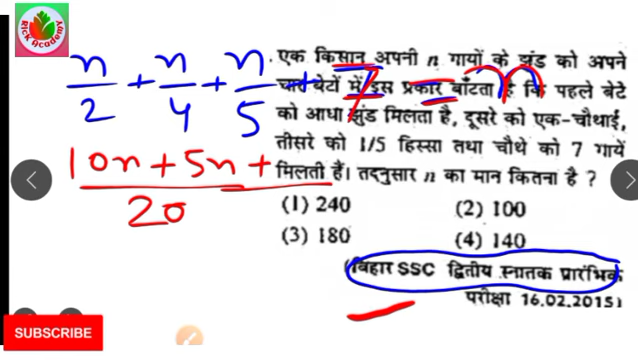 Rick Academy
n/2 + n/4 + n/5 + 7 = n
10n + 5n +
20
एक किसान अपनी n गायों के झुंड को अपने
चार बेटों में इस प्रकार बाँटता है कि पहले बेटे
को आधा झुंड मिलता है, दूसरे को एक-चौथाई,
तीसरे को 1/5 हिस्सा तथा चौथे को 7 गायें
मिलती हैं। तद्नुसार n का मान कितना है ?
(1) 240 (2) 100
(3) 180 (4) 140
(बिहार SSC द्वितीय स्नातक प्रारंभिक
परीक्षा 16.02.2015)
SUBSCRIBE